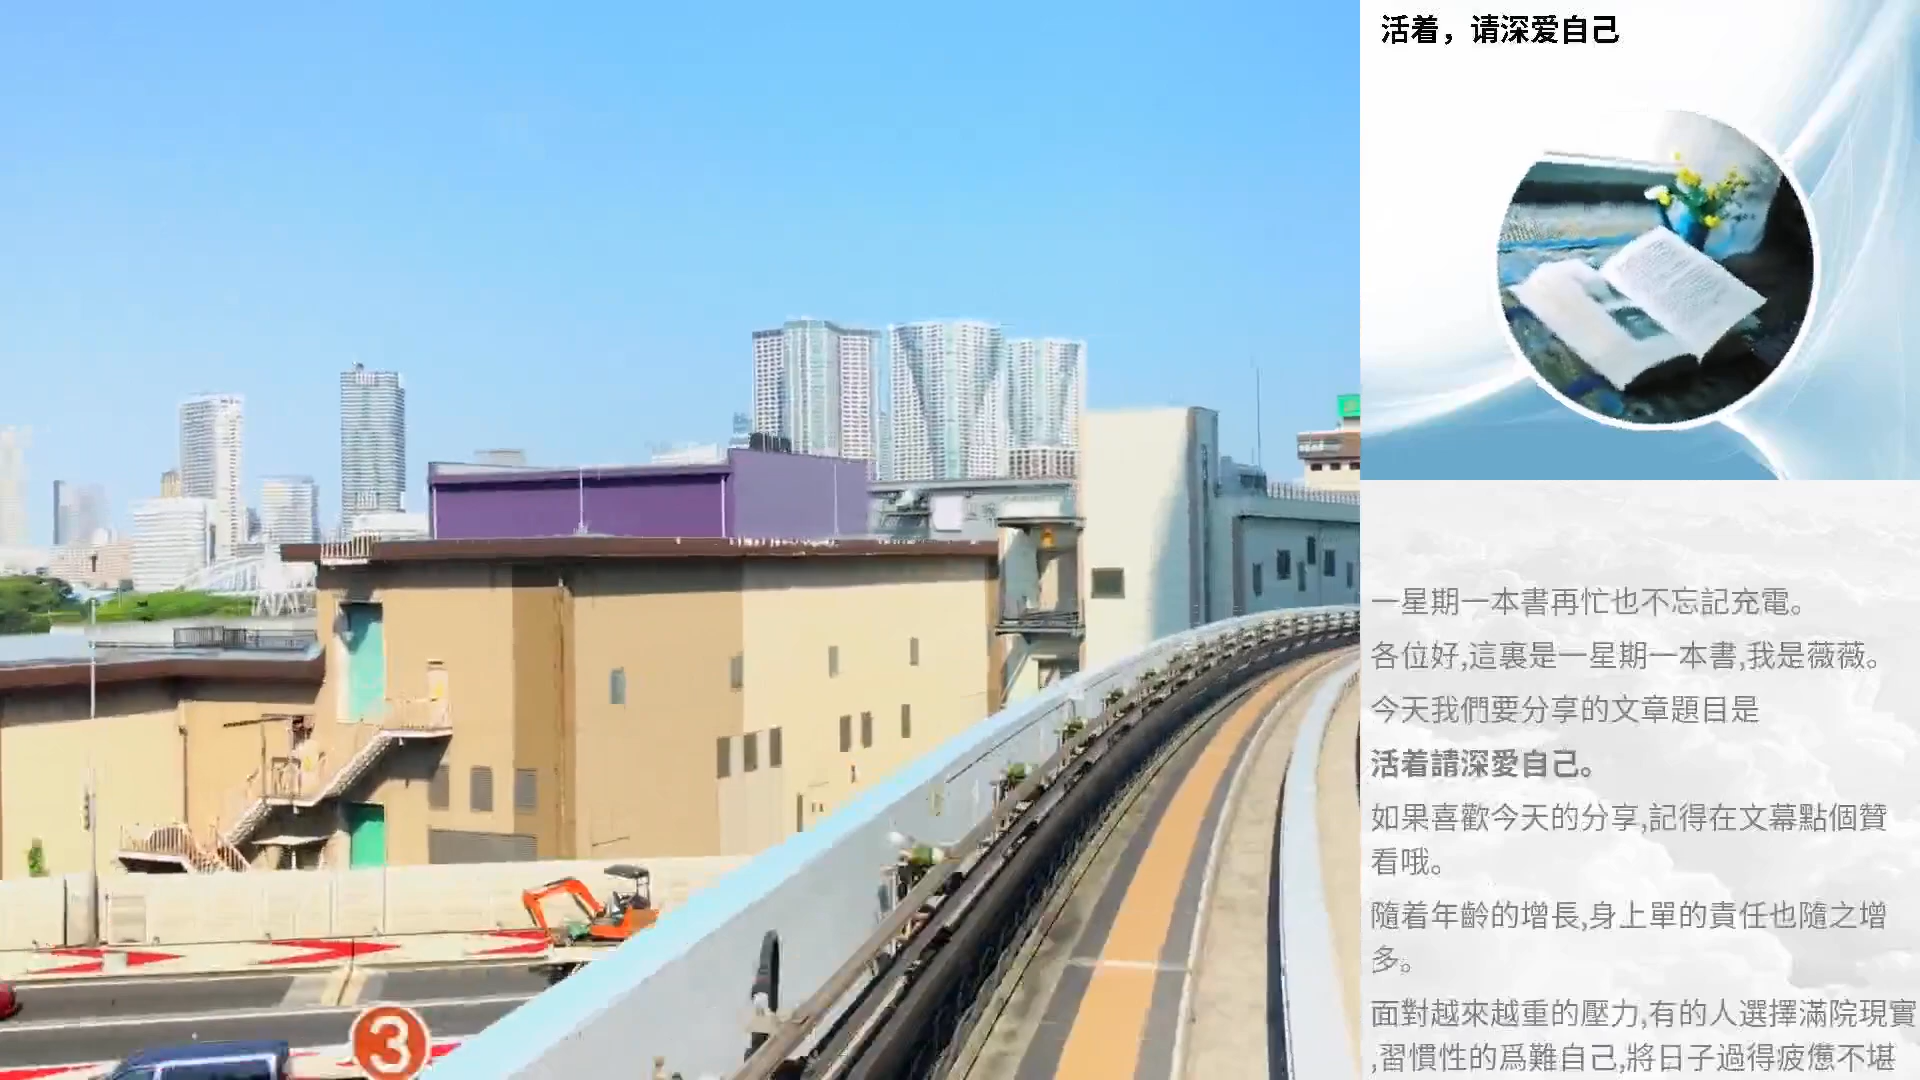 活着，请深爱自己
一星期一本書再忙也不忘記充電。
各位好,這裏是一星期一本書,我是薇薇。
今天我們要分享的文章題目是
活着請深愛自己。
如果喜歡今天的分享,記得在文幕點個贊
看哦。
隨着年齡的增長,身上單的責任也隨之增
多。
面對越來越重的壓力,有的人選擇滿院現實
,習慣性的爲難自己,將日子過得疲憊不堪
3